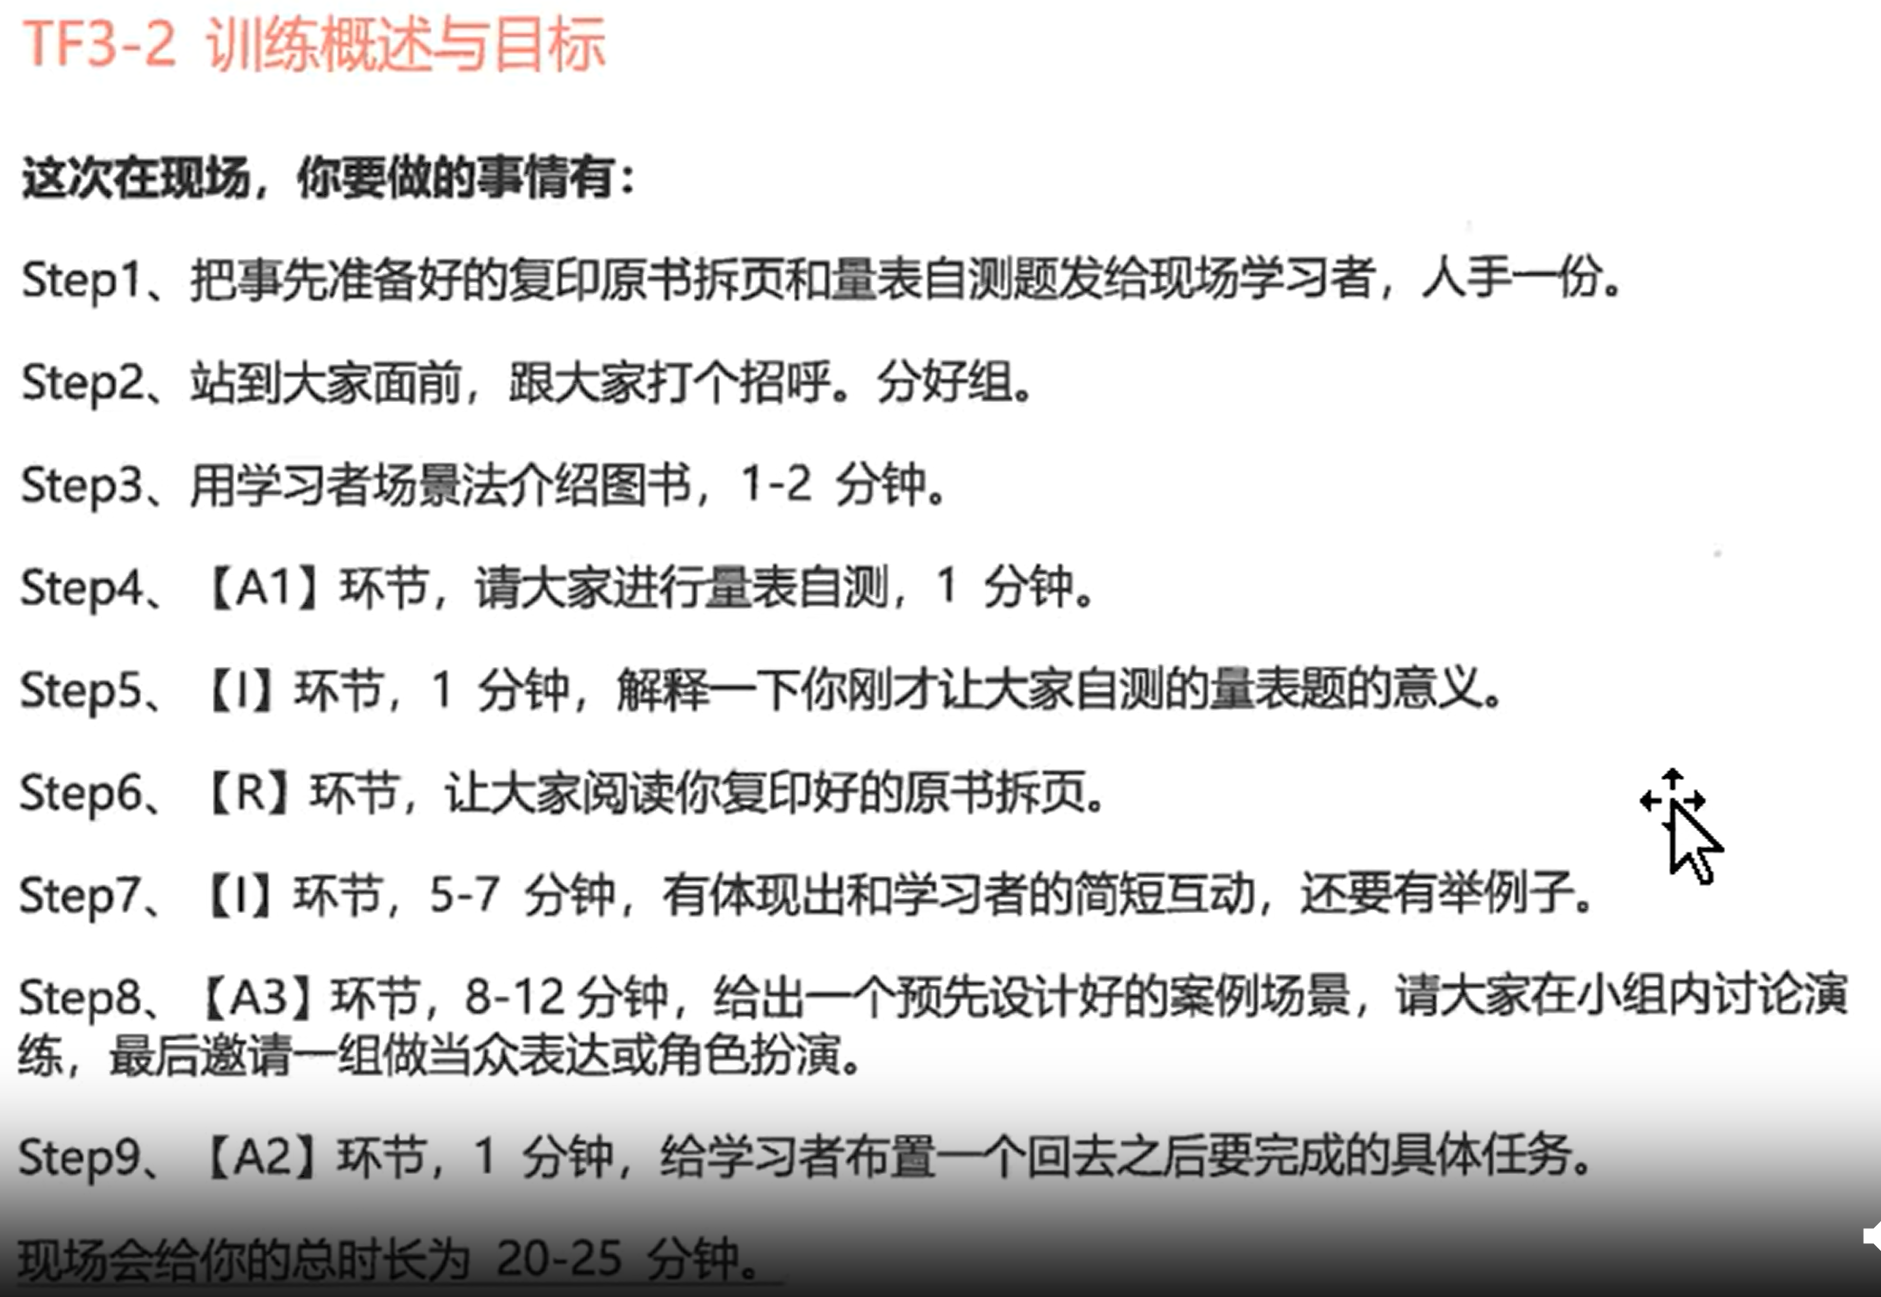 TF3-2 训练概述与目标
这次在现场，你要做的事情有：
Step1、把事先准备好的复印原书拆页和量表自测题发给现场学习者，人手一份。
Step2、站到大家面前，跟大家打个招呼。分好组。
Step3、用学习者场景法介绍图书，1-2 分钟。
Step4、【A1】环节，请大家进行量表自测，1 分钟。
Step5、【I】环节，1 分钟，解释一下你刚才让大家自测的量表题的意义。
Step6、【R】环节，让大家阅读你复印好的原书拆页。
Step7、【I】环节，5-7 分钟，有体现出和学习者的简短互动，还要有举例子。
Step8、【A3】环节，8-12分钟，给出一个预先设计好的案例场景，请大家在小组内讨论演
练，最后邀请一组做当众表达或角色扮演。
Step9、【A2】环节，1 分钟，给学习者布置一个回去之后要完成的具体任务。
现场会给你的总时长为 20-25 分钟。